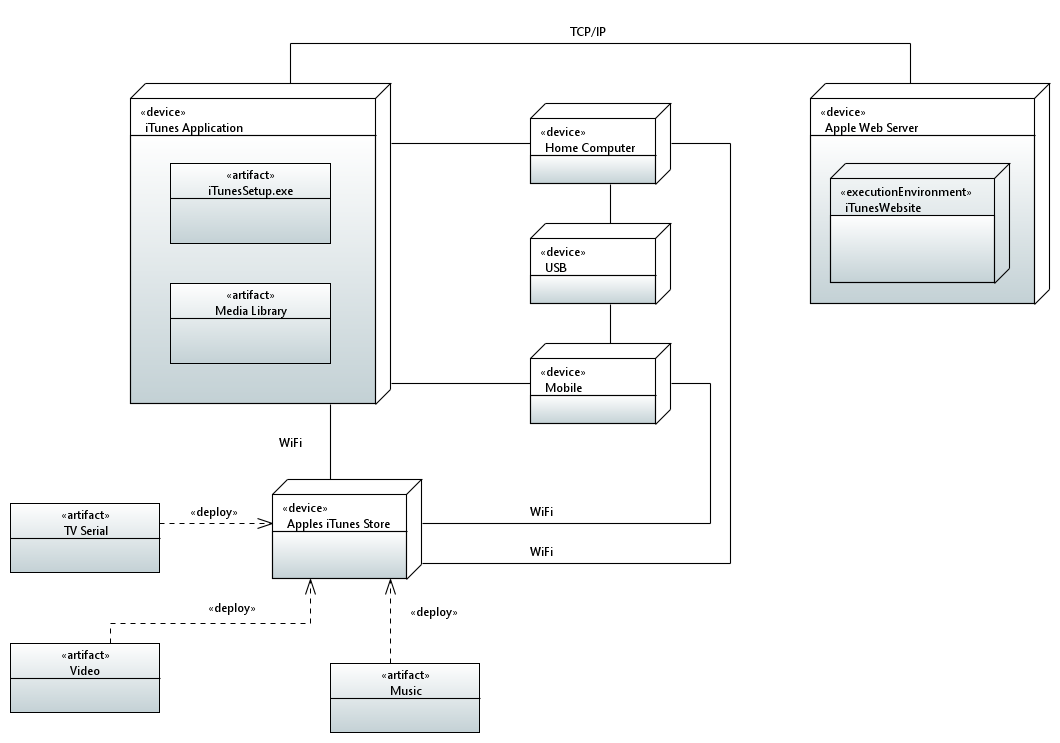 TCP/IP
«device»
iTunes Application
«artifact»
iTunesSetup.exe
«artifact»
Media Library
«device»
Home Computer
«device»
USB
«device»
Mobile
«device»
Apple Web Server
«executionEnvironment»
iTunesWebsite
WiFi
«device»
Apples iTunes Store
WiFi
WiFi
«artifact»
TV Serial
«deploy»
«deploy»
«deploy»
«artifact»
Video
«artifact»
Music